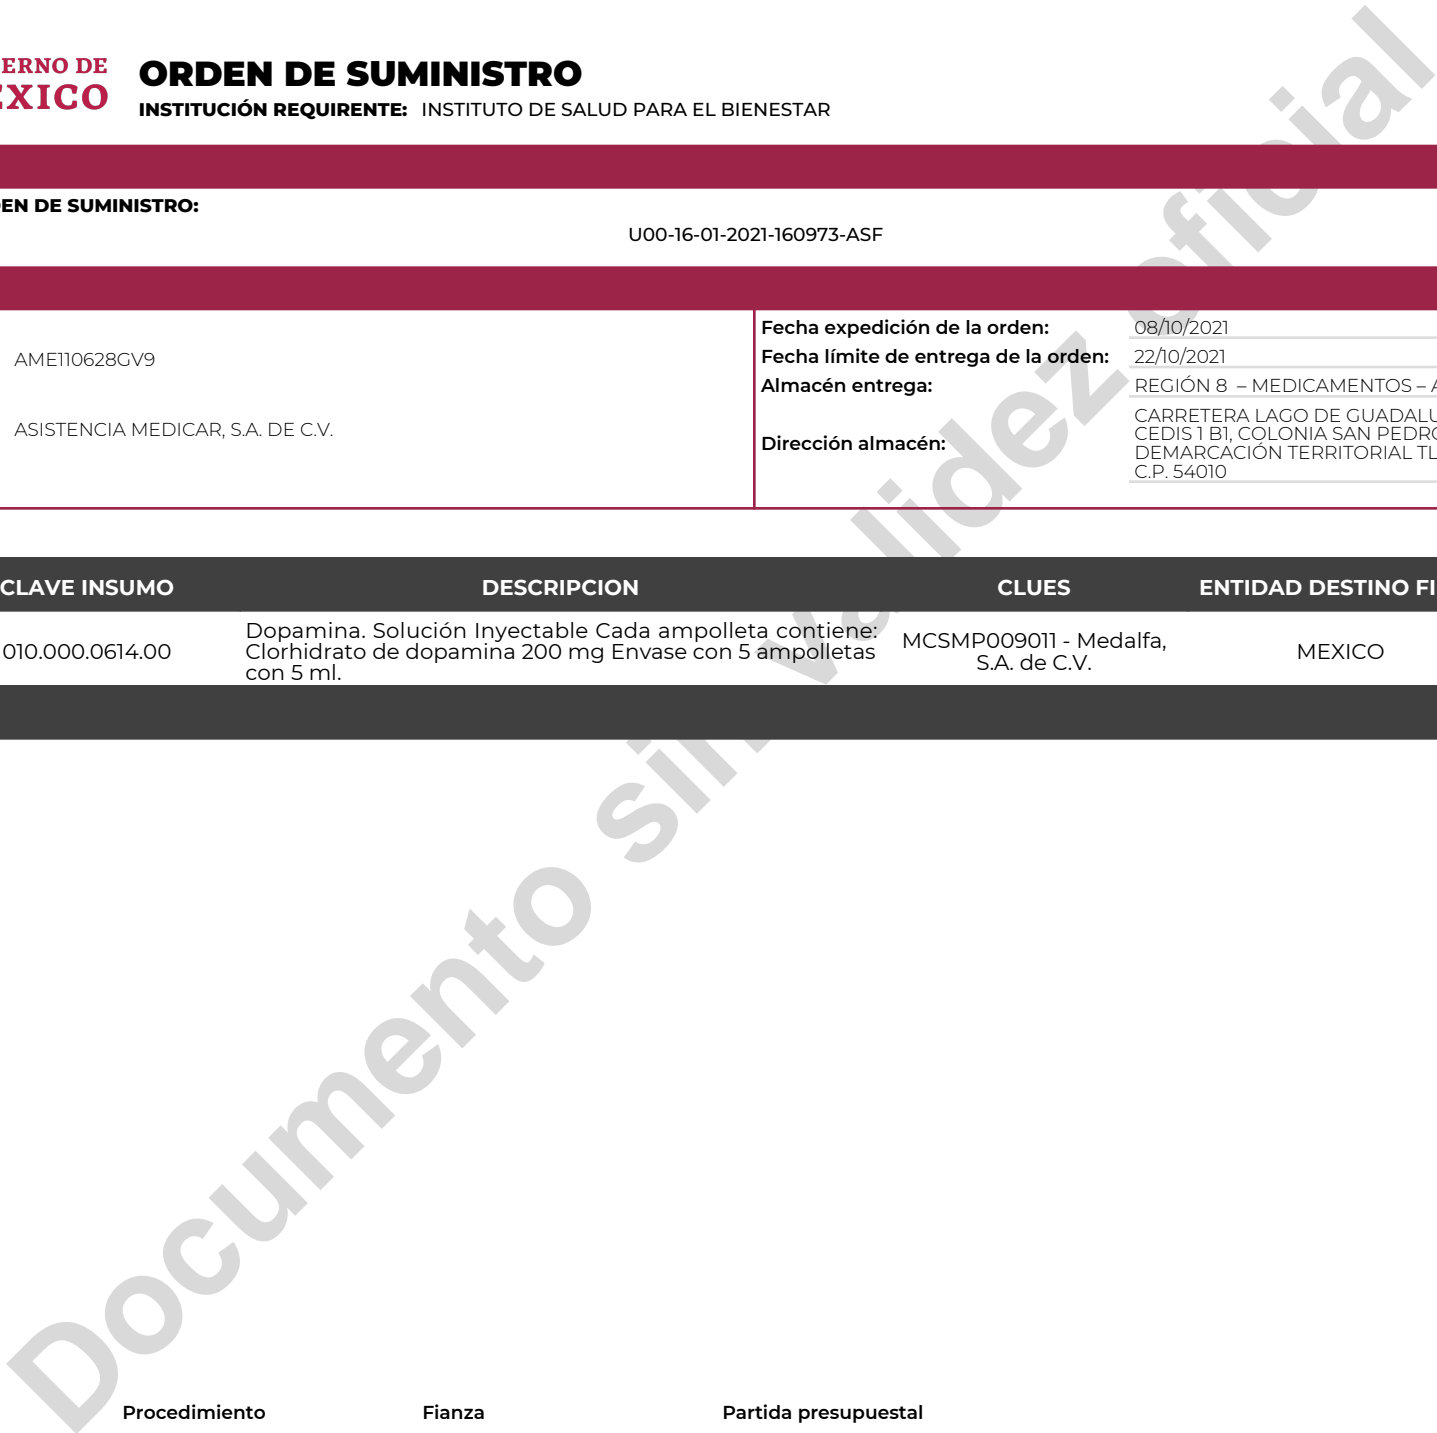 ERNO DE
ORDEN DE SUMINISTRO
EXICO
INSTITUCIÓN REQUIRENTE: INSTITUTO DE SALUD PARA EL BIENESTAR
EN DE SUMINISTRO:
U00-16-01-2021-160973-ASF
AME110628GV9
ASISTENCIA MEDICAR, S.A. DE C.V.
Fecha expedición de la orden: 08/10/2021
Fecha límite de entrega de la orden: 22/10/2021
Almacén entrega: REGIÓN 8 – MEDICAMENTOS – A
Dirección almacén:
CARRETERA LAGO DE GUADALU
CEDIS 1 B1, COLONIA SAN PEDRO
DEMARCACIÓN TERRITORIAL TL
C.P. 54010
CLAVE INSUMO DESCRIPCION CLUES ENTIDAD DESTINO FI
010.000.0614.00
Dopamina. Solución Inyectable Cada ampolleta contiene:
Clorhidrato de dopamina 200 mg Envase con 5 ampolletas
con 5 ml.
MCSMP009011 - Medalfa,
S.A. de C.V.
MEXICO
Documento sin validez oficial
Procedimiento Fianza Partida presupuestal